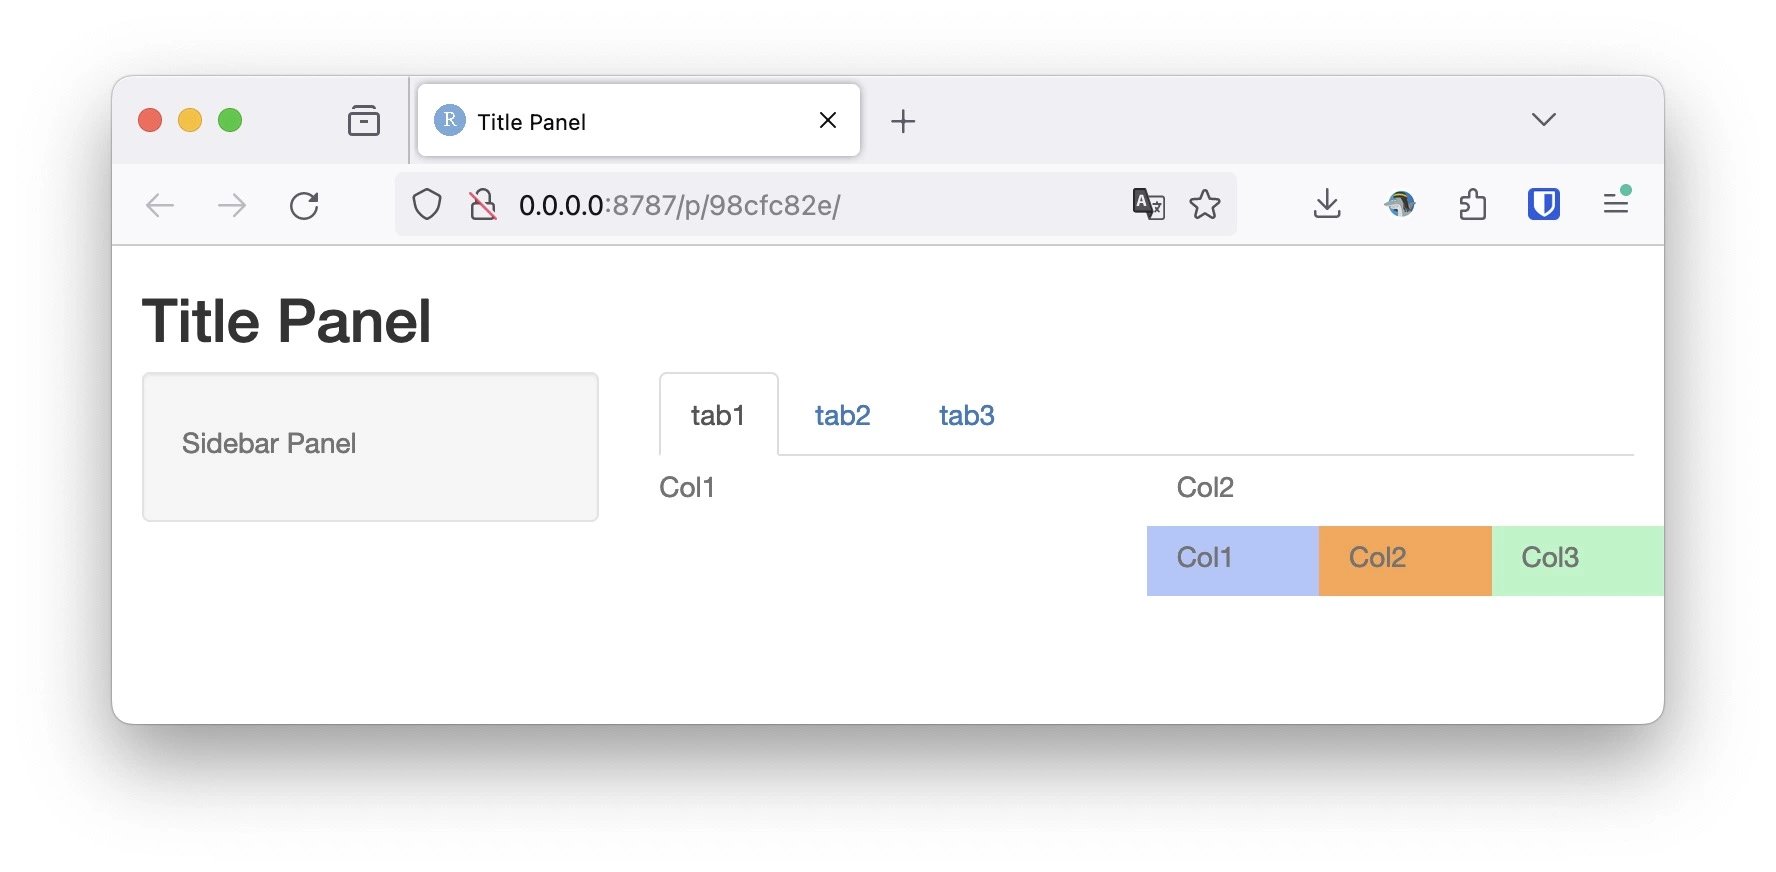 R Title Panel
0.0.0.0:8787/p/98cfc82e/
Title Panel
Sidebar Panel
tab1 tab2 tab3
Col1 Col2
Col1 Col2 Col3